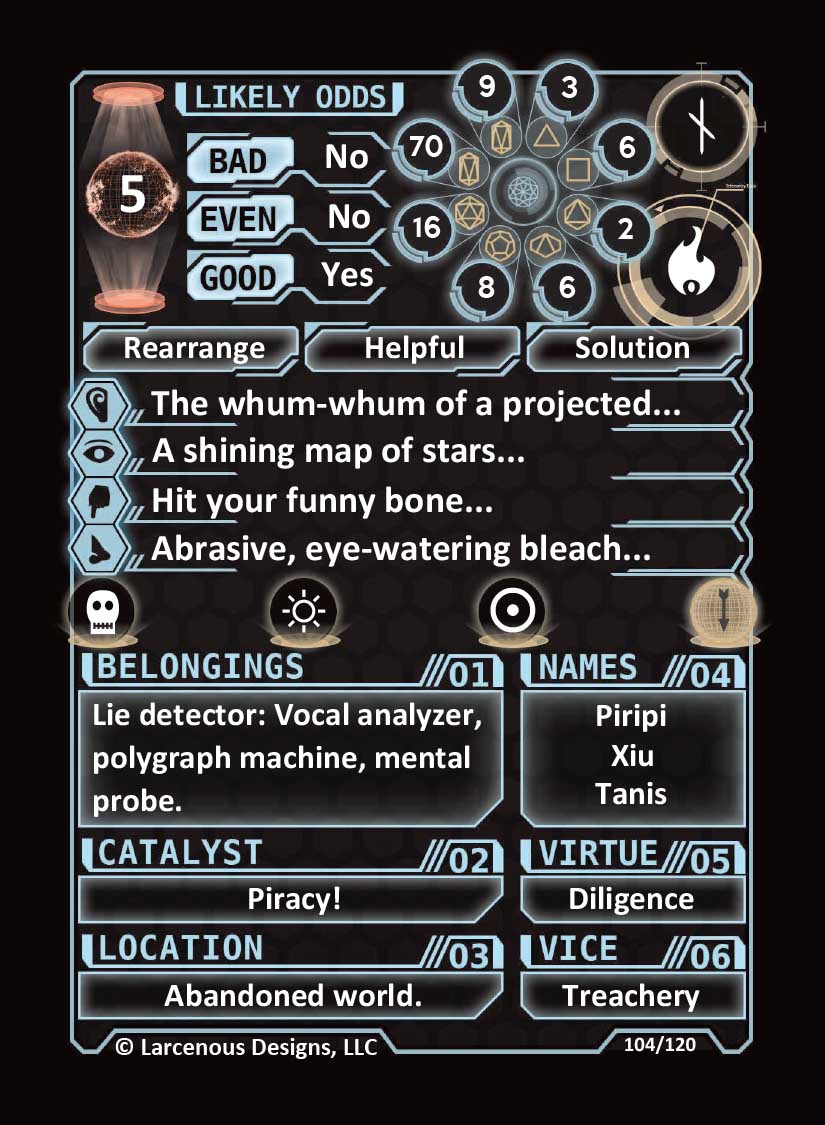 LIKELY ODDS
5
BAD No
EVEN No
GOOD Yes
9
3
70
6
16
2
8
6
Rearrange
Helpful
Solution
The whum-whum of a projected...
A shining map of stars...
Hit your funny bone...
Abrasive, eye-watering bleach...
BELONGINGS ///01
Lie detector: Vocal analyzer,
polygraph machine, mental
probe.
NAMES ///04
Piripi
Xiu
Tanis
CATALYST ///02
Piracy!
VIRTUE ///05
Diligence
LOCATION ///03
Abandoned world.
VICE ///06
Treachery
© Larcenous Designs, LLC
104/120